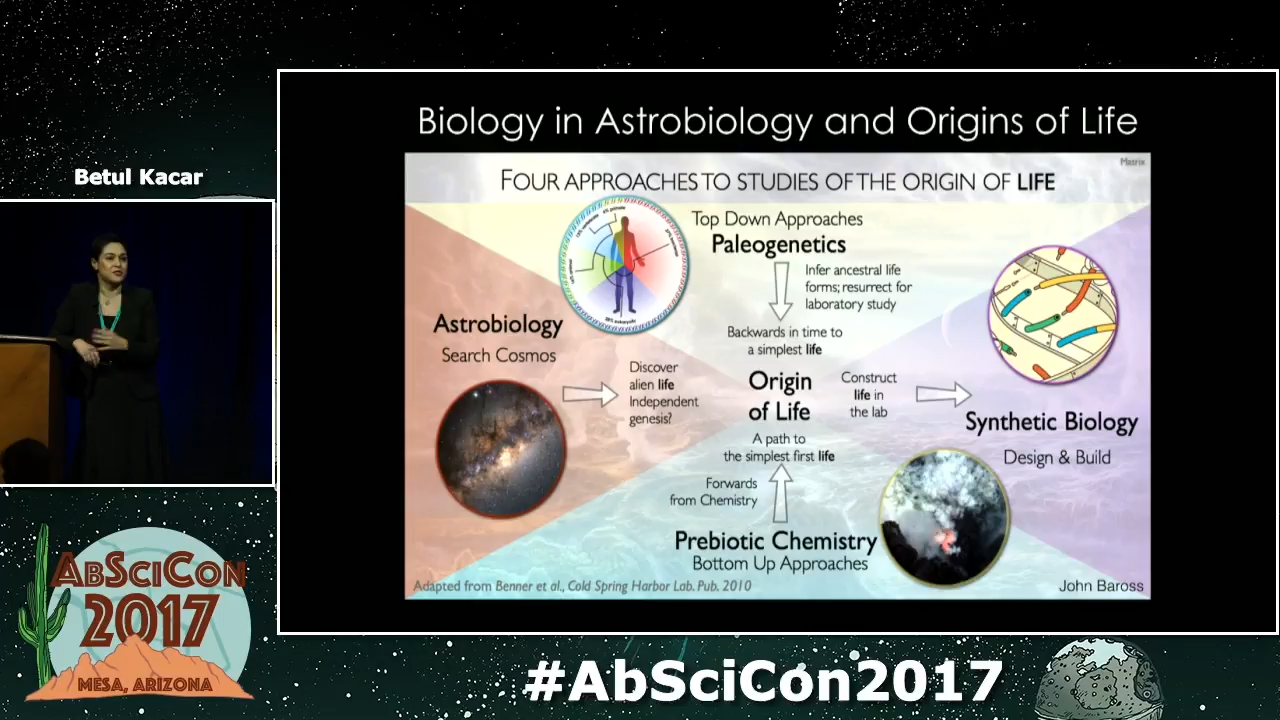 Betul Kacar
Biology in Astrobiology and Origins of Life
Matrix
FOUR APPROACHES TO STUDIES OF THE ORIGIN OF LIFE
Top Down Approaches
Paleogenetics
Infer ancestral life
forms; resurrect for
laboratory study
Backwards in time to
a simplest life
Astrobiology
Search Cosmos
Discover
alien life
Independent
genesis?
Origin
of Life
Construct
life in
the lab
Synthetic Biology
Design & Build
A path to
the simplest first life
Forwards
from Chemistry
Prebiotic Chemistry
Bottom Up Approaches
Adapted from Benner et al., Cold Spring Harbor Lab. Pub. 2010
John Baross
ABSCICON
2017
MESA, ARIZONA
#AbSciCon2017